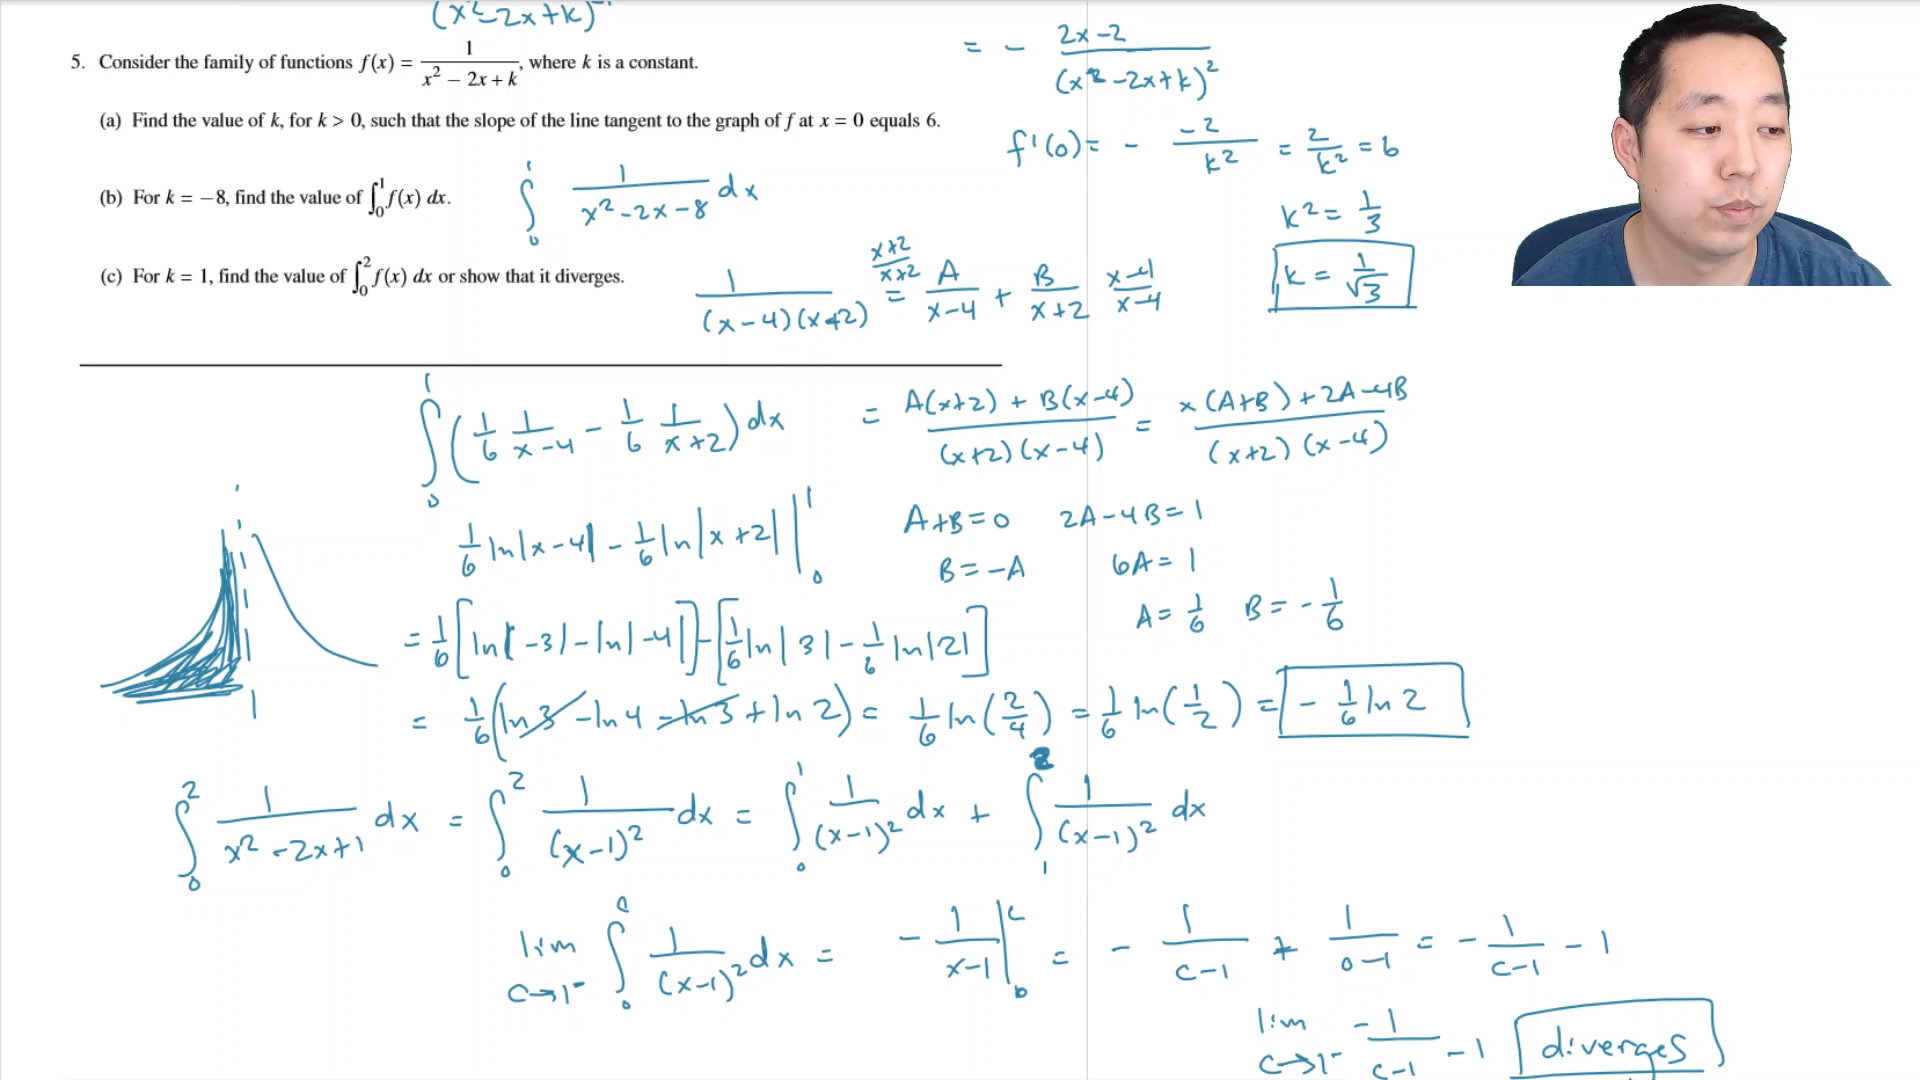 (x² - 2x + k)⁻¹
5. Consider the family of functions f(x) = 1/(x² − 2x + k), where k is a constant.
= - (2x - 2)/(x² - 2x + k)²
(a) Find the value of k, for k > 0, such that the slope of the line tangent to the graph of f at x = 0 equals 6.
f'(0) = - (-2)/k² = 2/k² = 6
k² = 1/3
k = 1/√3
(b) For k = −8, find the value of ∫₀¹ f(x) dx.
∫₀¹ 1/(x² - 2x - 8) dx
(c) For k = 1, find the value of ∫₀² f(x) dx or show that it diverges.
1/((x-4)(x+2)) = (x+2)/(x+2) A/(x-4) + B/(x+2) (x-4)/(x-4)
∫₀¹ (1/6 1/(x-4) - 1/6 1/(x+2)) dx
= (A(x+2) + B(x-4))/((x+2)(x-4)) = (x(A+B) + 2A - 4B)/((x+2)(x-4))
1/6 ln|x-4| - 1/6 ln|x+2| |₀¹
A+B=0 2A-4B=1
B=-A 6A=1
A=1/6 B=-1/6
= 1/6 [ln|-3| - ln|-4|] - [1/6 ln|3| - 1/6 ln|2|]
= 1/6 (ln 3 - ln 4 - ln 3 + ln 2) = 1/6 ln(2/4) = 1/6 ln(1/2) = - 1/6 ln 2
1
∫₀² 1/(x² - 2x + 1) dx = ∫₀² 1/(x-1)² dx = ∫₀¹ 1/(x-1)² dx + ∫₁² 1/(x-1)² dx
lim c→1⁻ ∫₀ᶜ 1/(x-1)² dx = - 1/(x-1) |₀ᶜ = - 1/(c-1) + 1/(0-1) = - 1/(c-1) - 1
lim c→1⁻ -1/(c-1) - 1 diverges